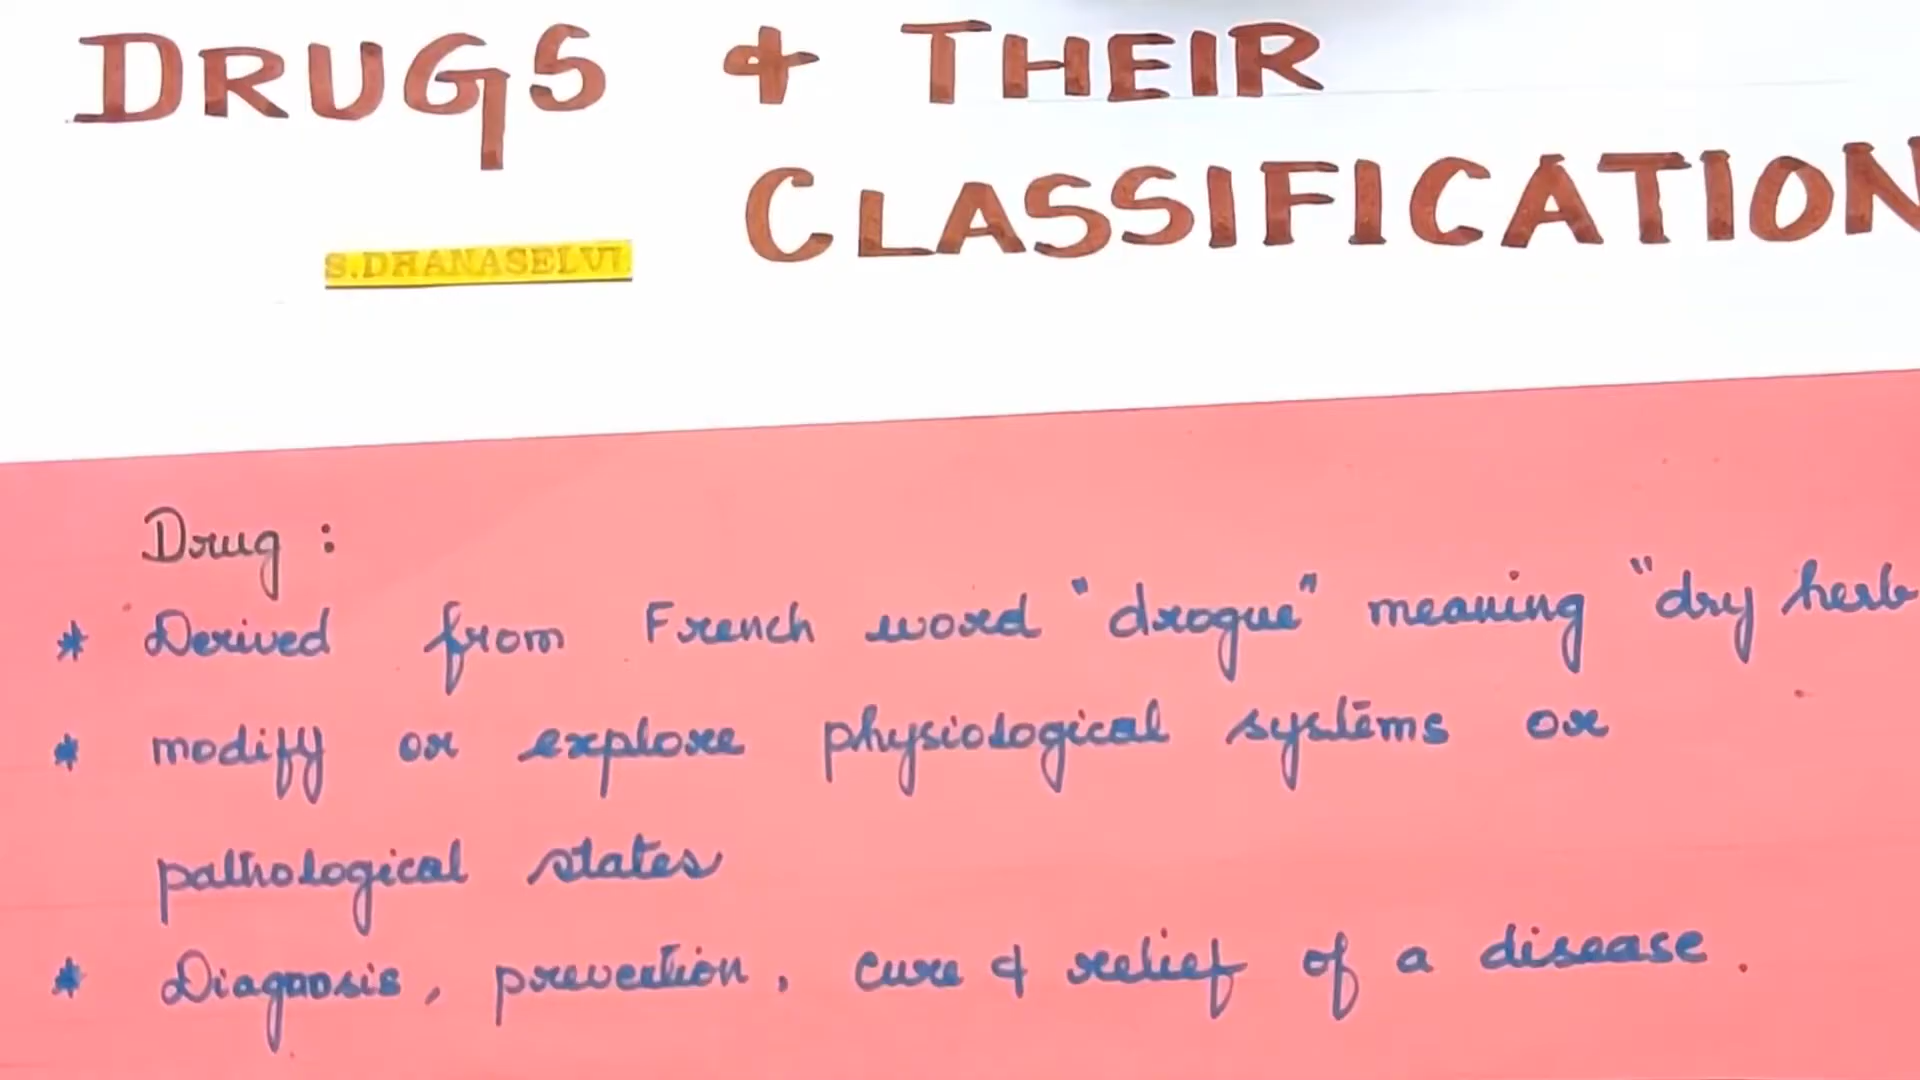 DRUGS & THEIR
CLASSIFICATION
S.DHANASELVI.
Drug :
* Derived from French word "drogue" meaning "dry herb
* modify or explore physiological systems or
pathological states
* Diagnosis, prevention, cure & relief of a disease.